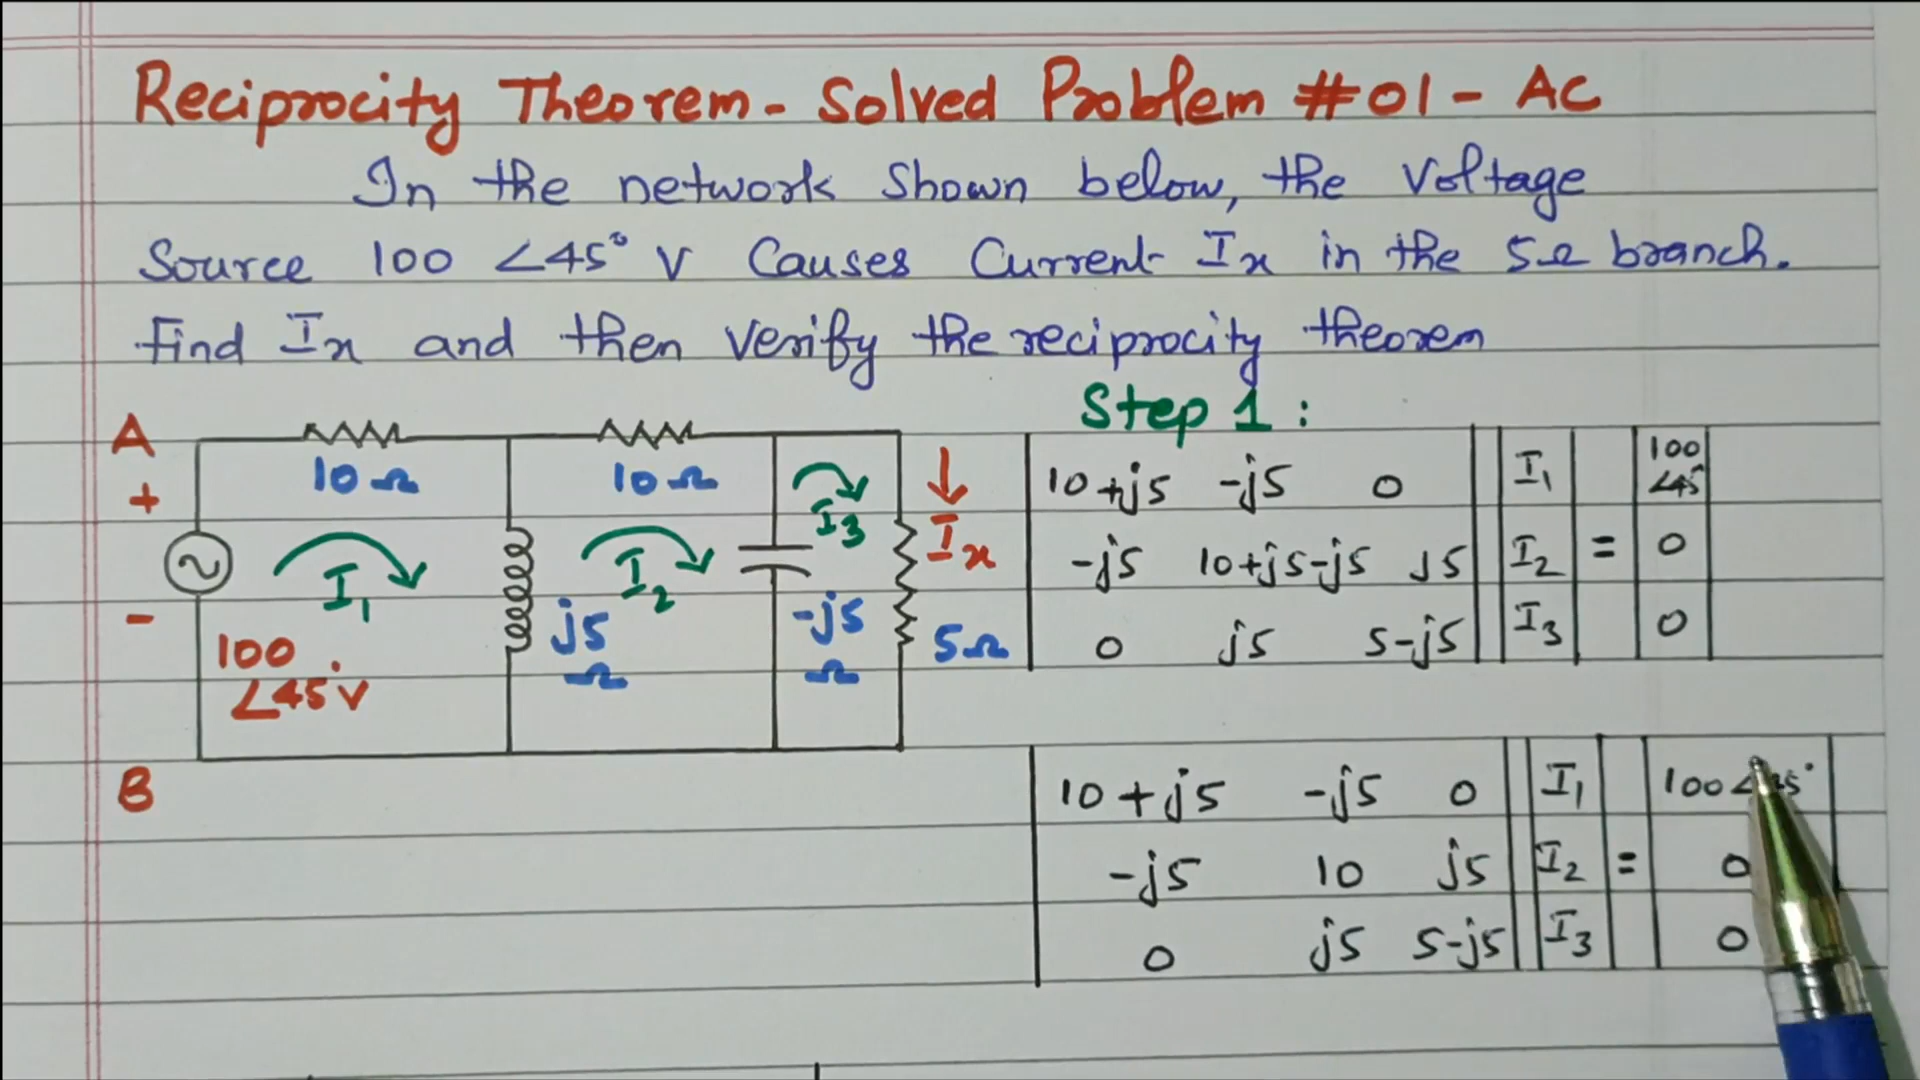 Reciprocity Theorem - Solved Problem #01 - AC
In the network shown below, the Voltage
Source 100 ∠45° V Causes Current Ix in the 5Ω branch.
Find Ix and then Verify the reciprocity theorem
Step 1 :
A
10Ω
10Ω
+
I1
I2
I3
Ix
-
j5
Ω
-j5
Ω
5Ω
100
∠45°V
B
10+j5 -j5 0 I1 100 ∠45°
-j5 10+j5-j5 j5 I2 = 0
0 j5 5-j5 I3 0
10+j5 -j5 0 I1 100∠45°
-j5 10 j5 I2 = 0
0 j5 5-j5 I3 0